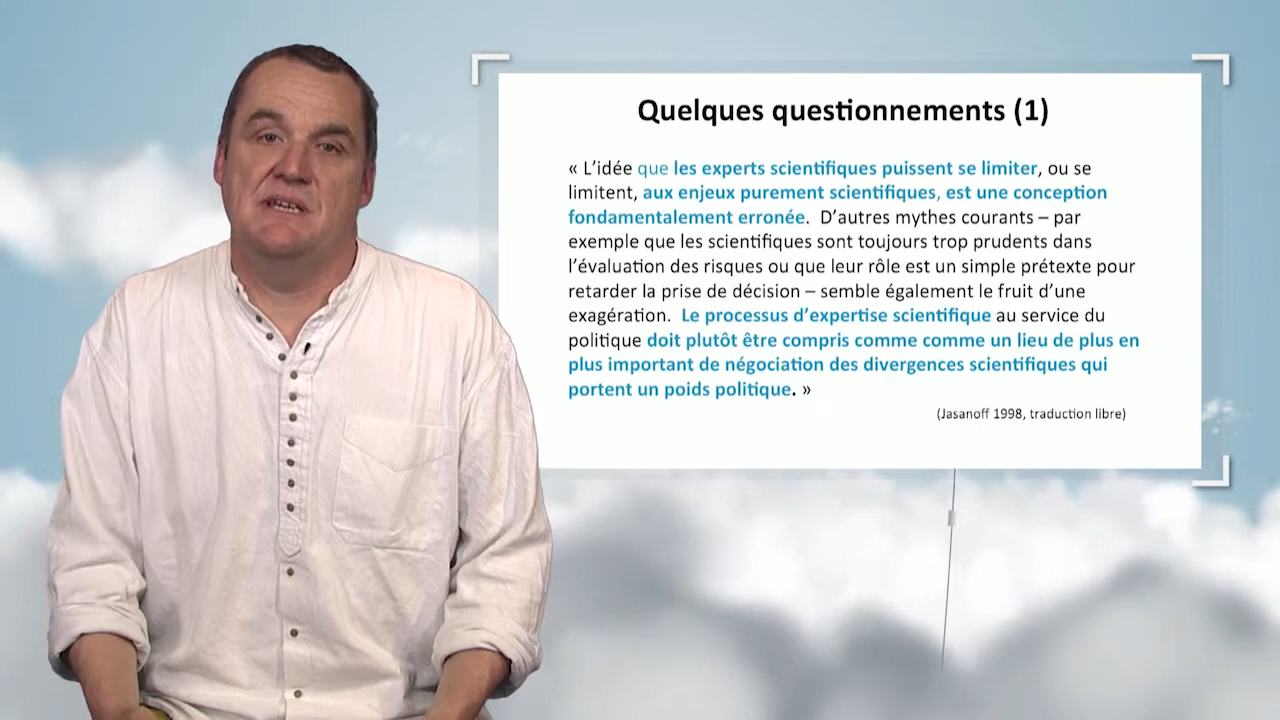 Quelques questionnements (1)
« L’idée que les experts scientifiques puissent se limiter, ou se
limitent, aux enjeux purement scientifiques, est une conception
fondamentalement erronée.  D’autres mythes courants – par
exemple que les scientifiques sont toujours trop prudents dans
l’évaluation des risques ou que leur rôle est un simple prétexte pour
retarder la prise de décision – semble également le fruit d’une
exagération.  Le processus d’expertise scientifique au service du
politique doit plutôt être compris comme comme un lieu de plus en
plus important de négociation des divergences scientifiques qui
portent un poids politique. »
(Jasanoff 1998, traduction libre)